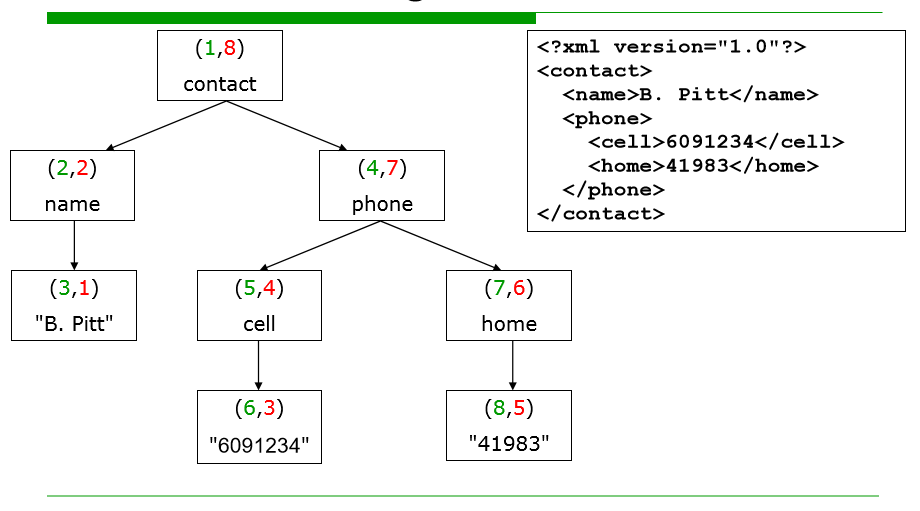 (1,8)
contact
<?xml version="1.0"?>
<contact>
<name>B. Pitt</name>
<phone>
<cell>6091234</cell>
<home>41983</home>
</phone>
</contact>
(2,2)
name
(4,7)
phone
(3,1)
"B. Pitt"
(5,4)
cell
(7,6)
home
(6,3)
"6091234"
(8,5)
"41983"